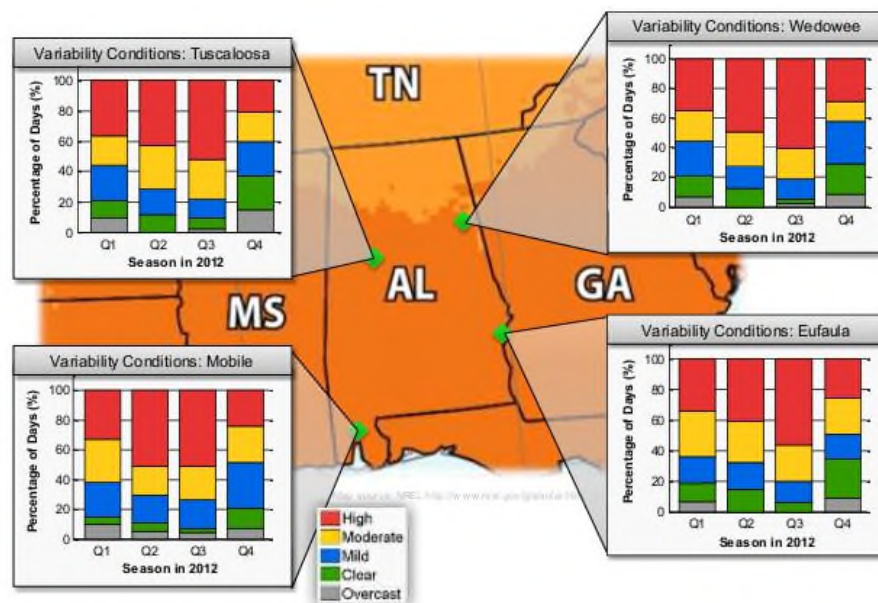 Variability Conditions: Tuscaloosa
Percentage of Days (%)
100
80
60
40
20
0
Q1 Q2 Q3 Q4
Season in 2012
Variability Conditions: Wedowee
Percentage of Days (%)
100
80
60
40
20
0
Q1 Q2 Q3 Q4
Season in 2012
TN
MS
AL
GA
Variability Conditions: Mobile
Percentage of Days (%)
100
80
60
40
20
0
Q1 Q2 Q3 Q4
Season in 2012
Variability Conditions: Eufaula
Percentage of Days (%)
100
80
60
40
20
0
Q1 Q2 Q3 Q4
Season in 2012
High
Moderate
Mild
Clear
Overcast